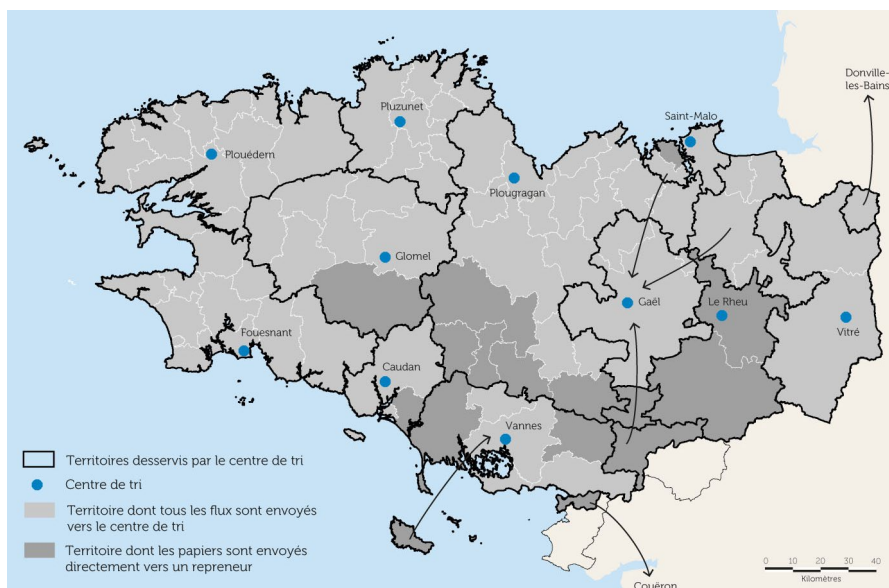 Donville-
les-Bains
Saint-Malo
Pluzunet
Plouédern
Plougragan
Glomel
Gaël
Le Rheu
Vitré
Fouesnant
Caudan
Vannes
Territoires desservis par le centre de tri
Centre de tri
Territoire dont tous les flux sont envoyés
vers le centre de tri
Territoire dont les papiers sont envoyés
directement vers un repreneur
Couëron
0 10 20 30 40
Kilomètres